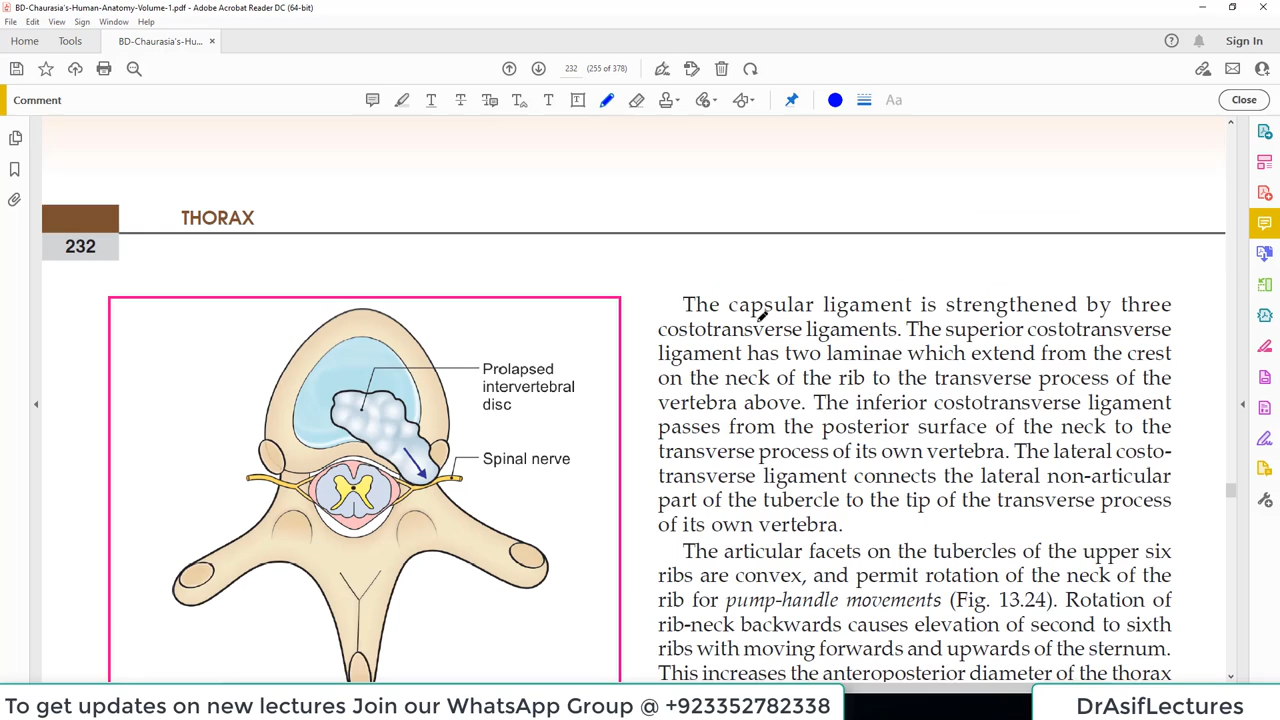 BD-Chaurasia's-Human-Anatomy-Volume-1.pdf - Adobe Acrobat Reader DC (64-bit)
File Edit View Sign Window Help
Home Tools BD-Chaurasia's-Hu... × Sign In
232 (255 of 378)
Comment Aa Close
THORAX
232
Prolapsed
intervertebral
disc
Spinal nerve
The capsular ligament is strengthened by three
costotransverse ligaments. The superior costotransverse
ligament has two laminae which extend from the crest
on the neck of the rib to the transverse process of the
vertebra above. The inferior costotransverse ligament
passes from the posterior surface of the neck to the
transverse process of its own vertebra. The lateral costo-
transverse ligament connects the lateral non-articular
part of the tubercle to the tip of the transverse process
of its own vertebra.
The articular facets on the tubercles of the upper six
ribs are convex, and permit rotation of the neck of the
rib for pump-handle movements (Fig. 13.24). Rotation of
rib-neck backwards causes elevation of second to sixth
ribs with moving forwards and upwards of the sternum.
This increases the anteroposterior diameter of the thorax
To get updates on new lectures Join our WhatsApp Group @ +923352782338
DrAsifLectures